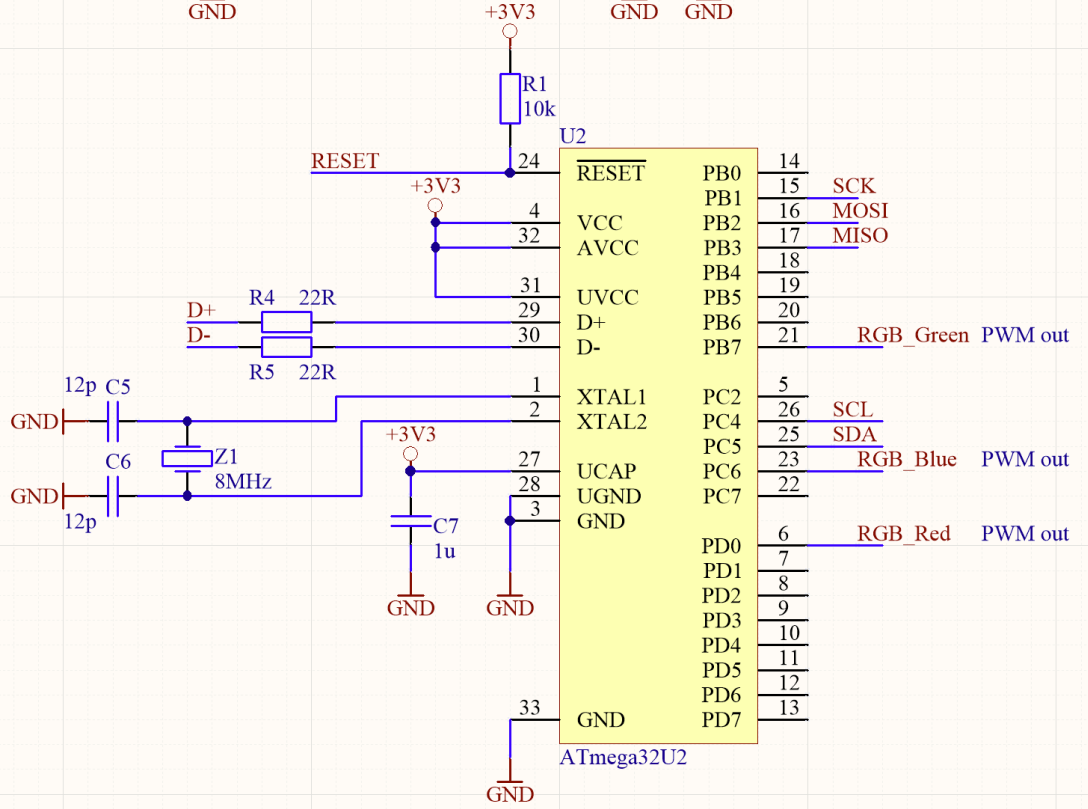 GND
+3V3
GND
GND
R1
10k
U2
RESET
24
RESET
PB0
14
+3V3
PB1
15
SCK
4
VCC
PB2
16
MOSI
32
AVCC
PB3
17
MISO
PB4
18
31
UVCC
PB5
19
D+
R4
22R
29
D+
PB6
20
D-
30
D-
PB7
21
RGB_Green
PWM out
R5
22R
12p
C5
1
XTAL1
PC2
5
GND
2
XTAL2
PC4
26
SCL
+3V3
PC5
25
SDA
C6
Z1
8MHz
27
UCAP
PC6
23
RGB_Blue
PWM out
GND
28
UGND
PC7
22
12p
C7
1u
3
GND
PD0
6
RGB_Red
PWM out
PD1
7
PD2
8
GND
GND
PD3
9
PD4
10
PD5
11
PD6
12
33
GND
PD7
13
ATmega32U2
GND